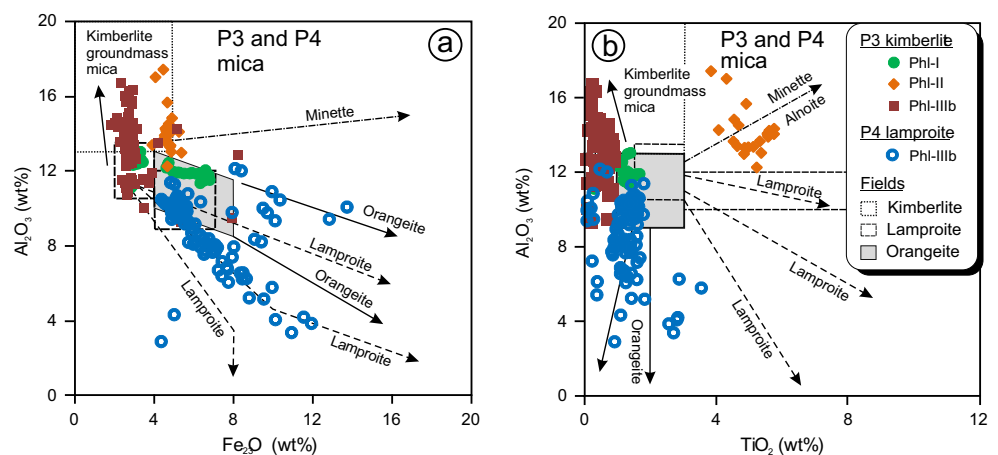 20
16
12
8
4
0
Al₂O₃ (wt%)
0
4
8
12
16
20
Fe₂₃O (wt%)
P3 and P4
mica
a
Kimberlite
groundmass
mica
Minette
Orangeite
Lamproite
Orangeite
Lamproite
Lamproite
20
16
12
8
4
0
Al₂O₃ (wt%)
0
4
8
12
TiO₂ (wt%)
b
P3 and P4
mica
Kimberlite
groundmass
mica
Minette
Alnoite
Lamproite
Lamproite
Lamproite
Orangeite
P3 kimberlite
Phl-I
Phl-II
Phl-IIIb
P4 lamproite
Phl-IIIb
Fields
Kimberlite
Lamproite
Orangeite